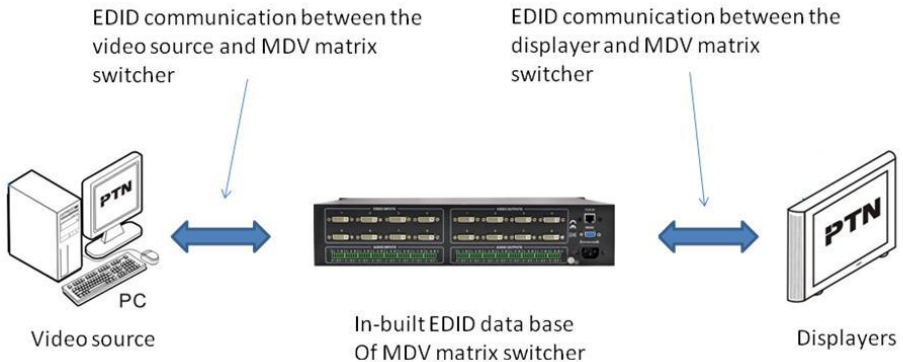 EDID communication between the
video source and MDV matrix
switcher
EDID communication between the
displayer and MDV matrix
switcher
PTN
PTN
PC
Video source
In-built EDID data base
Of MDV matrix switcher
Displayers